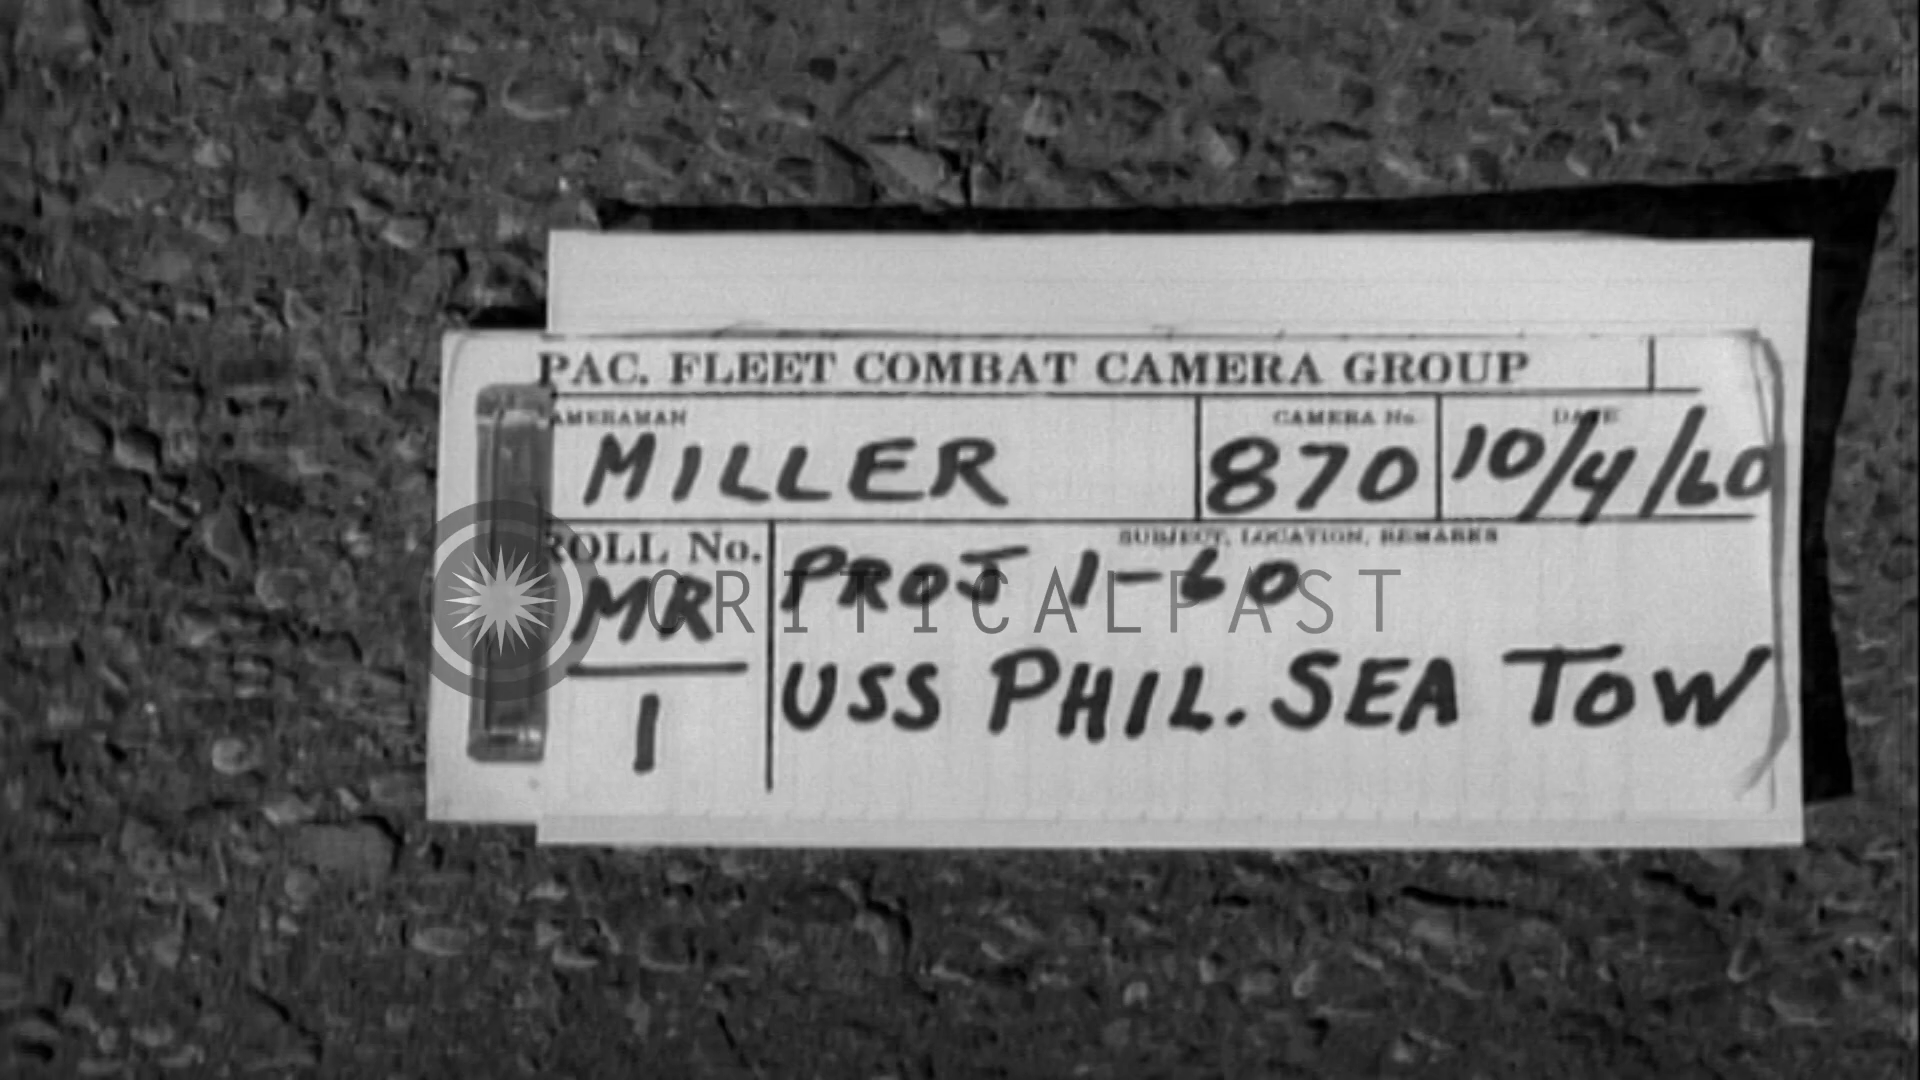 PAC. FLEET COMBAT CAMERA GROUP
AMERAMAN CAMERA No. DATE
MILLER 870 10/4/60
ROLL No. SUBJECT, LOCATION, REMARKS
MR PROJ 1-60
CRITICALPAST
1 USS PHIL. SEA TOW